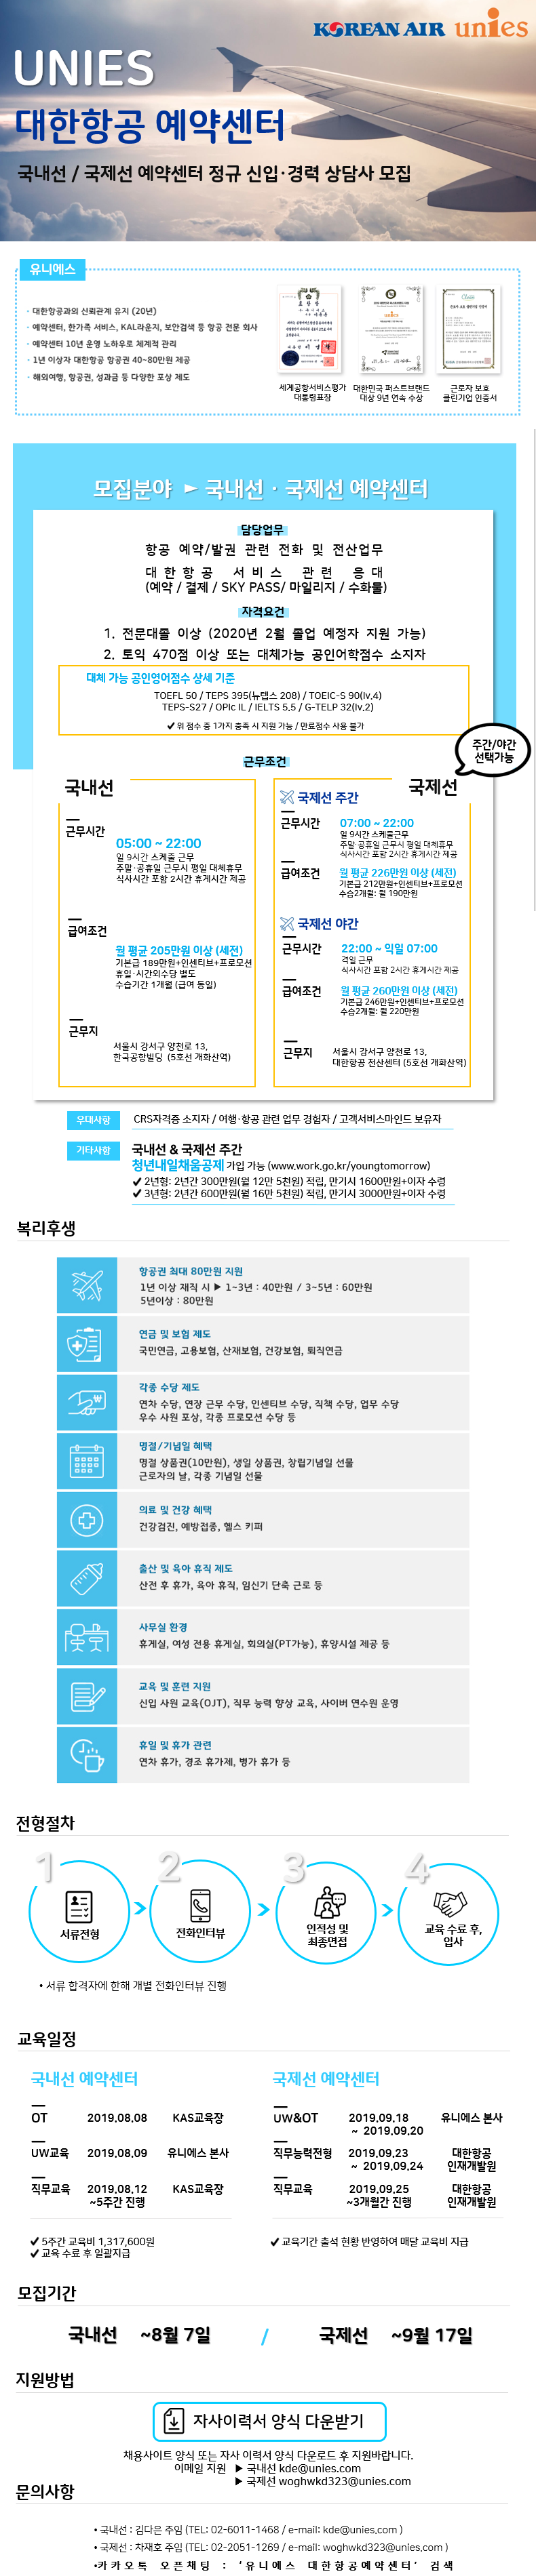 KOREAN AIR unies
UNIES
대한항공 예약센터
국내선 / 국제선 예약센터 정규 신입·경력 상담사 모집
유니에스
· 대한항공과의 신뢰관계 유지 (20년)
· 예약센터, 한가족 서비스, KAL라운지, 보안검색 등 항공 전문 회사
· 예약센터 10년 운영 노하우로 체계적 관리
· 1년 이상자 대한항공 항공권 40~80만원 제공
· 해외여행, 항공권, 성과금 등 다양한 포상 제도
세계공항서비스평가
대통령표창
대한민국 퍼스트브랜드
대상 9년 연속 수상
근로자 보호
클린기업 인증서
모집분야 ► 국내선 · 국제선 예약센터
담당업무
항공 예약/발권 관련 전화 및 전산업무
대한항공 서비스 관련 응대
(예약 / 결제 / SKY PASS/ 마일리지 / 수화물)
자격요건
1. 전문대졸 이상 (2020년 2월 졸업 예정자 지원 가능)
2. 토익 470점 이상 또는 대체가능 공인어학점수 소지자
대체 가능 공인영어점수 상세 기준
TOEFL 50 / TEPS 395(뉴텝스 208) / TOEIC-S 90(lv.4)
TEPS-S27 / OPIc IL / IELTS 5.5 / G-TELP 32(lv.2)
✔ 위 점수 중 1가지 충족 시 지원 가능 / 만료점수 사용 불가
주간/야간
선택가능
근무조건
국내선
근무시간
05:00 ~ 22:00
일 9시간 스케줄 근무
주말·공휴일 근무시 평일 대체휴무
식사시간 포함 2시간 휴게시간 제공
급여조건
월 평균 205만원 이상 (세전)
기본급 189만원+인센티브+프로모션
휴일·시간외수당 별도
수습기간 1개월 (급여 동일)
근무지
서울시 강서구 양천로 13,
한국공항빌딩 (5호선 개화산역)
국제선
국제선 주간
근무시간
07:00 ~ 22:00
일 9시간 스케줄근무
주말·공휴일 근무시 평일 대체휴무
식사시간 포함 2시간 휴게시간 제공
급여조건
월 평균 226만원 이상 (세전)
기본급 212만원+인센티브+프로모션
수습2개월: 월 190만원
국제선 야간
근무시간
22:00 ~ 익일 07:00
격일 근무
식사시간 포함 2시간 휴게시간 제공
급여조건
월 평균 260만원 이상 (세전)
기본급 246만원+인센티브+프로모션
수습2개월: 월 220만원
근무지
서울시 강서구 양천로 13,
대한항공 전산센터 (5호선 개화산역)
우대사항
CRS자격증 소지자 / 여행·항공 관련 업무 경험자 / 고객서비스마인드 보유자
기타사항
국내선 & 국제선 주간
청년내일채움공제 가입 가능 (www.work.go.kr/youngtomorrow)
✔ 2년형: 2년간 300만원(월 12만 5천원) 적립, 만기시 1600만원+이자 수령
✔ 3년형: 2년간 600만원(월 16만 5천원) 적립, 만기시 3000만원+이자 수령
복리후생
항공권 최대 80만원 지원
1년 이상 재직 시 ▶ 1~3년 : 40만원 / 3~5년 : 60만원
5년이상 : 80만원
연금 및 보험 제도
국민연금, 고용보험, 산재보험, 건강보험, 퇴직연금
각종 수당 제도
연차 수당, 연장 근무 수당, 인센티브 수당, 직책 수당, 업무 수당
우수 사원 포상, 각종 프로모션 수당 등
명절/기념일 혜택
명절 상품권(10만원), 생일 상품권, 창립기념일 선물
근로자의 날, 각종 기념일 선물
의료 및 건강 혜택
건강검진, 예방접종, 헬스 키퍼
출산 및 육아 휴직 제도
산전 후 휴가, 육아 휴직, 임신기 단축 근로 등
사무실 환경
휴게실, 여성 전용 휴게실, 회의실(PT가능), 휴양시설 제공 등
교육 및 훈련 지원
신입 사원 교육(OJT), 직무 능력 향상 교육, 사이버 연수원 운영
휴일 및 휴가 관련
연차 휴가, 경조 휴가제, 병가 휴가 등
전형절차
1
서류전형
2
전화인터뷰
3
인적성 및
최종면접
4
교육 수료 후,
입사
• 서류 합격자에 한해 개별 전화인터뷰 진행
교육일정
국내선 예약센터
OT 2019.08.08 KAS교육장
UW교육 2019.08.09 유니에스 본사
직무교육 2019.08.12 KAS교육장
~5주간 진행
✔ 5주간 교육비 1,317,600원
✔ 교육 수료 후 일괄지급
국제선 예약센터
UW&OT 2019.09.18 유니에스 본사
~ 2019.09.20
직무능력전형 2019.09.23 대한항공
~ 2019.09.24 인재개발원
직무교육 2019.09.25 대한항공
~3개월간 진행 인재개발원
✔ 교육기간 출석 현황 반영하여 매달 교육비 지급
모집기간
국내선 ~8월 7일 / 국제선 ~9월 17일
지원방법
자사이력서 양식 다운받기
채용사이트 양식 또는 자사 이력서 양식 다운로드 후 지원바랍니다.
이메일 지원 ▶ 국내선 kde@unies.com
▶ 국제선 woghwkd323@unies.com
문의사항
• 국내선 : 김다은 주임 (TEL: 02-6011-1468 / e-mail: kde@unies.com )
• 국제선 : 차재호 주임 (TEL: 02-2051-1269 / e-mail: woghwkd323@unies.com )
•카카오톡 오픈채팅 : '유니에스 대한항공예약센터' 검색